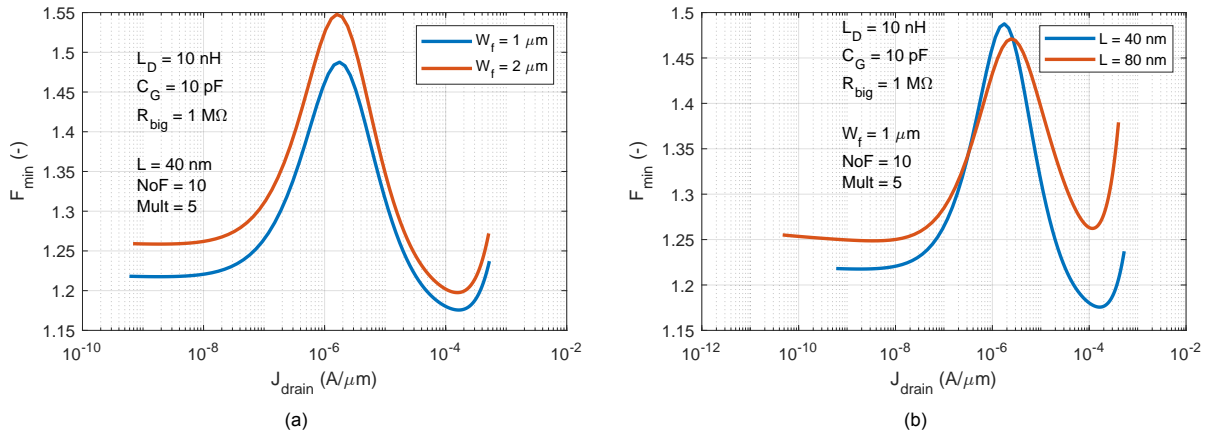 1.55
1.5
1.45
1.4
1.35
1.3
1.25
1.2
1.15
F_min (-)
L_D = 10 nH
C_G = 10 pF
R_big = 1 MΩ
L = 40 nm
NoF = 10
Mult = 5
W_f = 1 μm
W_f = 2 μm
10^-10 10^-8 10^-6 10^-4 10^-2
J_drain (A/μm)
(a)
1.5
1.45
1.4
1.35
1.3
1.25
1.2
1.15
F_min (-)
L_D = 10 nH
C_G = 10 pF
R_big = 1 MΩ
W_f = 1 μm
NoF = 10
Mult = 5
L = 40 nm
L = 80 nm
10^-12 10^-10 10^-8 10^-6 10^-4 10^-2
J_drain (A/μm)
(b)